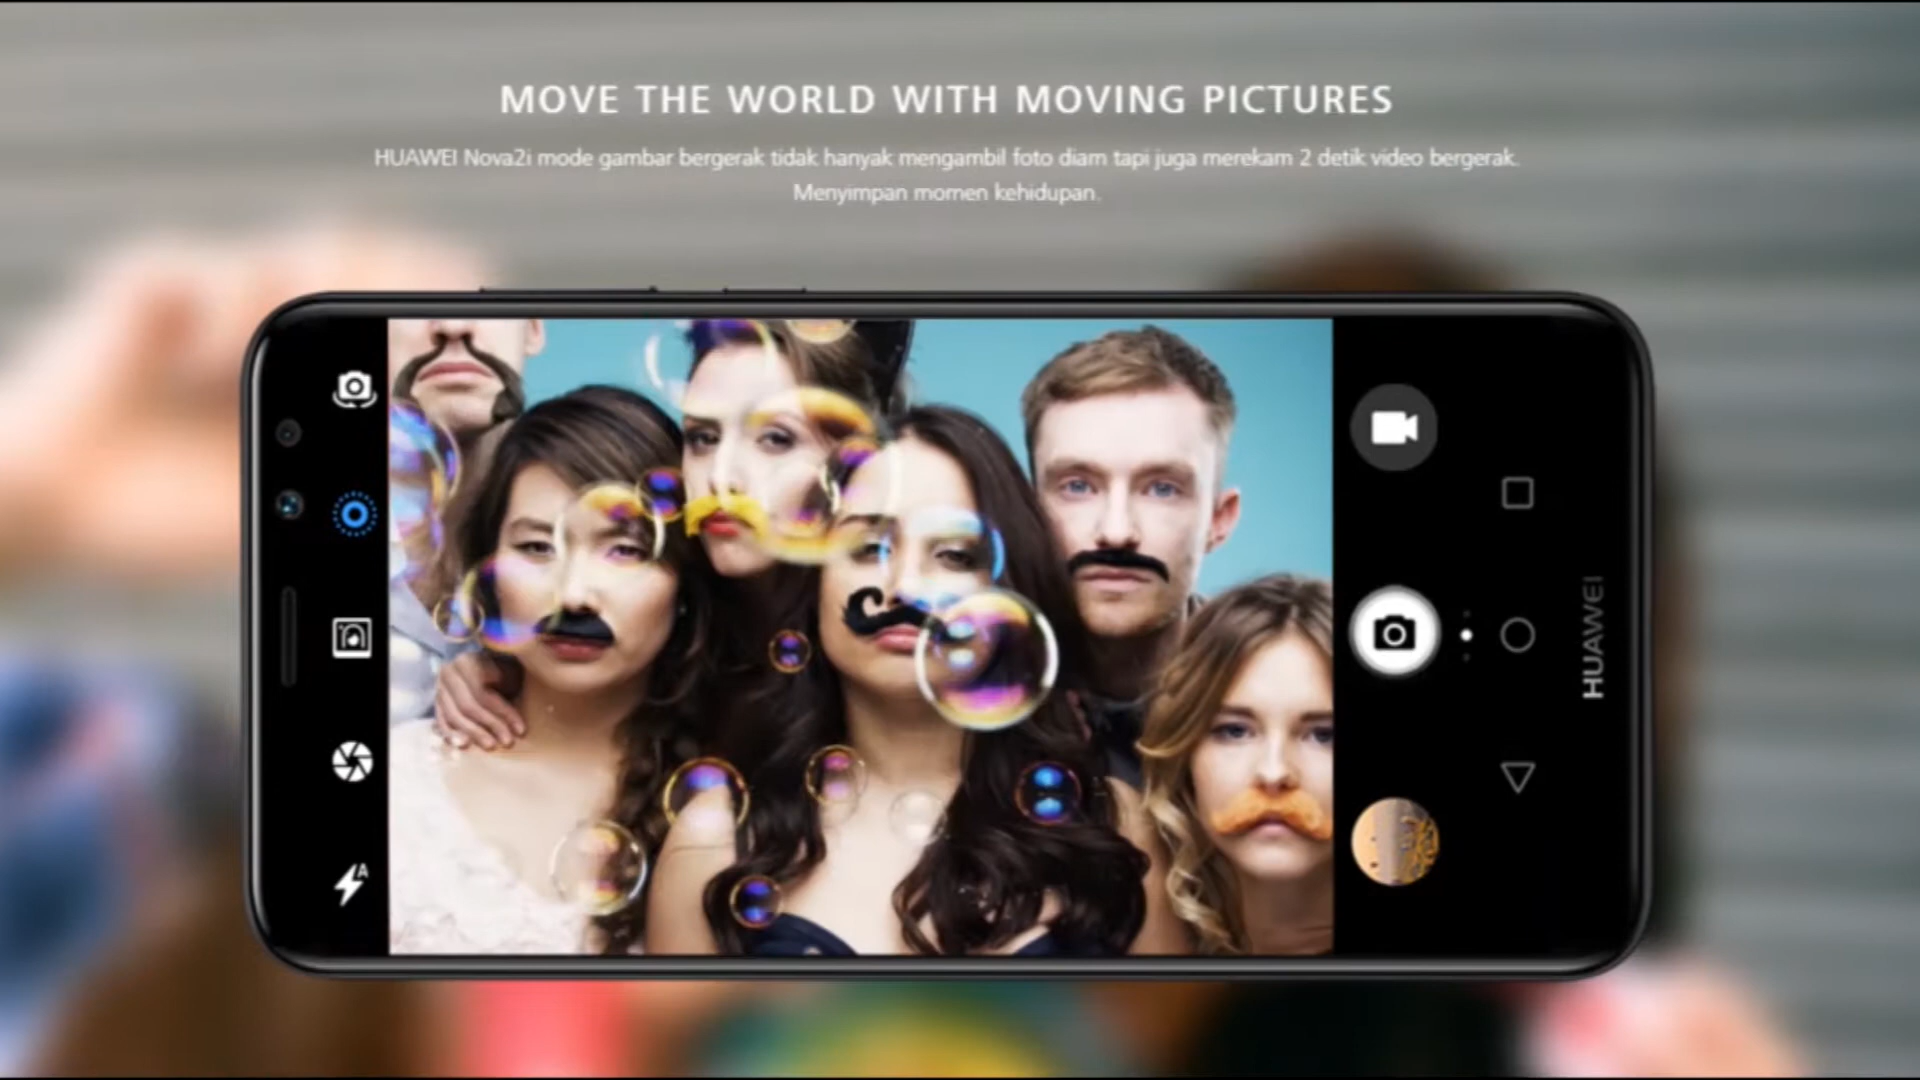 MOVE THE WORLD WITH MOVING PICTURES
HUAWEI Nova2i mode gambar bergerak tidak hanyak mengambil foto diam tapi juga merekam 2 detik video bergerak.
Menyimpan momen kehidupan.
A
HUAWEI